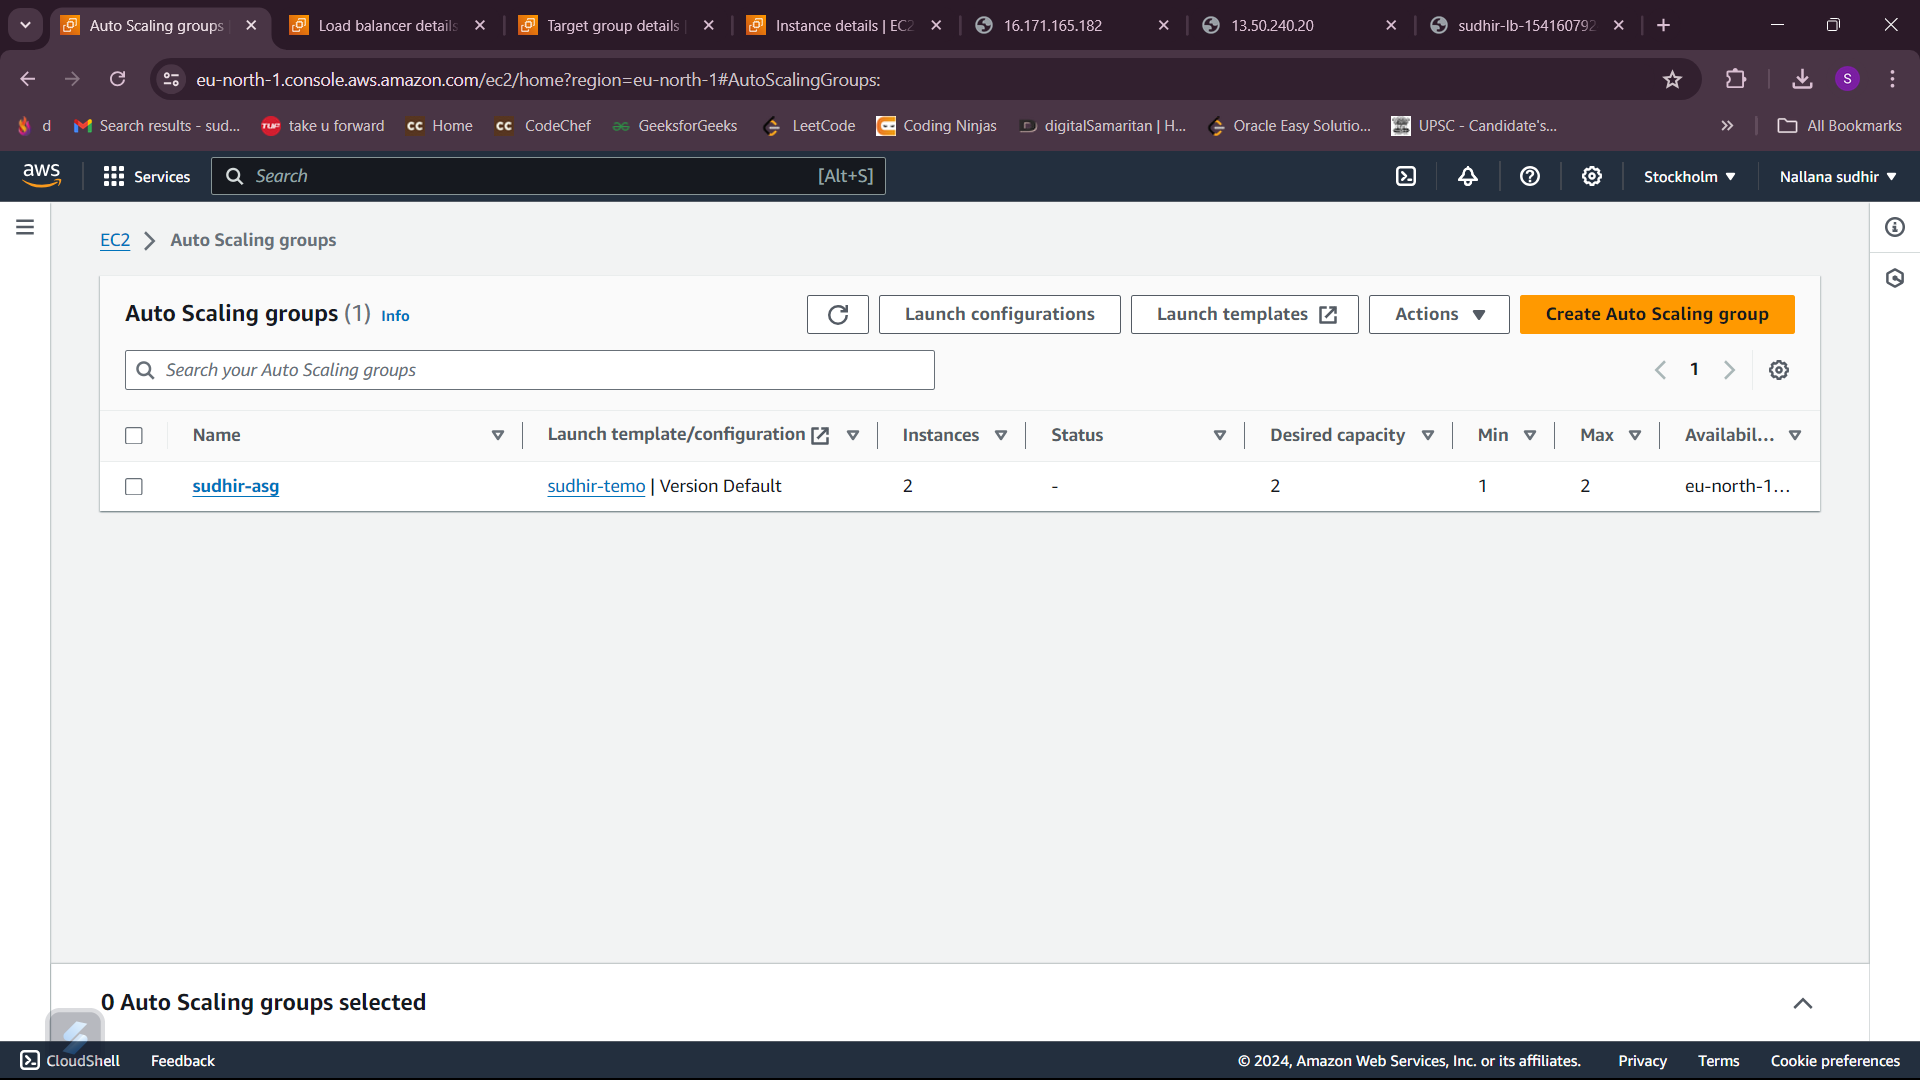 Auto Scaling groups
Load balancer details
Target group details
Instance details | EC2
16.171.165.182
13.50.240.20
sudhir-lb-154160792
eu-north-1.console.aws.amazon.com/ec2/home?region=eu-north-1#AutoScalingGroups:
S
d
Search results - sud...
TUF take u forward
CC Home
CC CodeChef
GeeksforGeeks
LeetCode
Coding Ninjas
digitalSamaritan | H...
Oracle Easy Solutio...
UPSC - Candidate's...
All Bookmarks
aws
Services
Search [Alt+S]
Stockholm
Nallana sudhir
EC2 > Auto Scaling groups
Auto Scaling groups (1) Info
Launch configurations
Launch templates
Actions
Create Auto Scaling group
Search your Auto Scaling groups
1
Name Launch template/configuration Instances Status Desired capacity Min Max Availabil...
sudhir-asg sudhir-temo | Version Default 2 - 2 1 2 eu-north-1...
0 Auto Scaling groups selected
CloudShell Feedback © 2024, Amazon Web Services, Inc. or its affiliates. Privacy Terms Cookie preferences